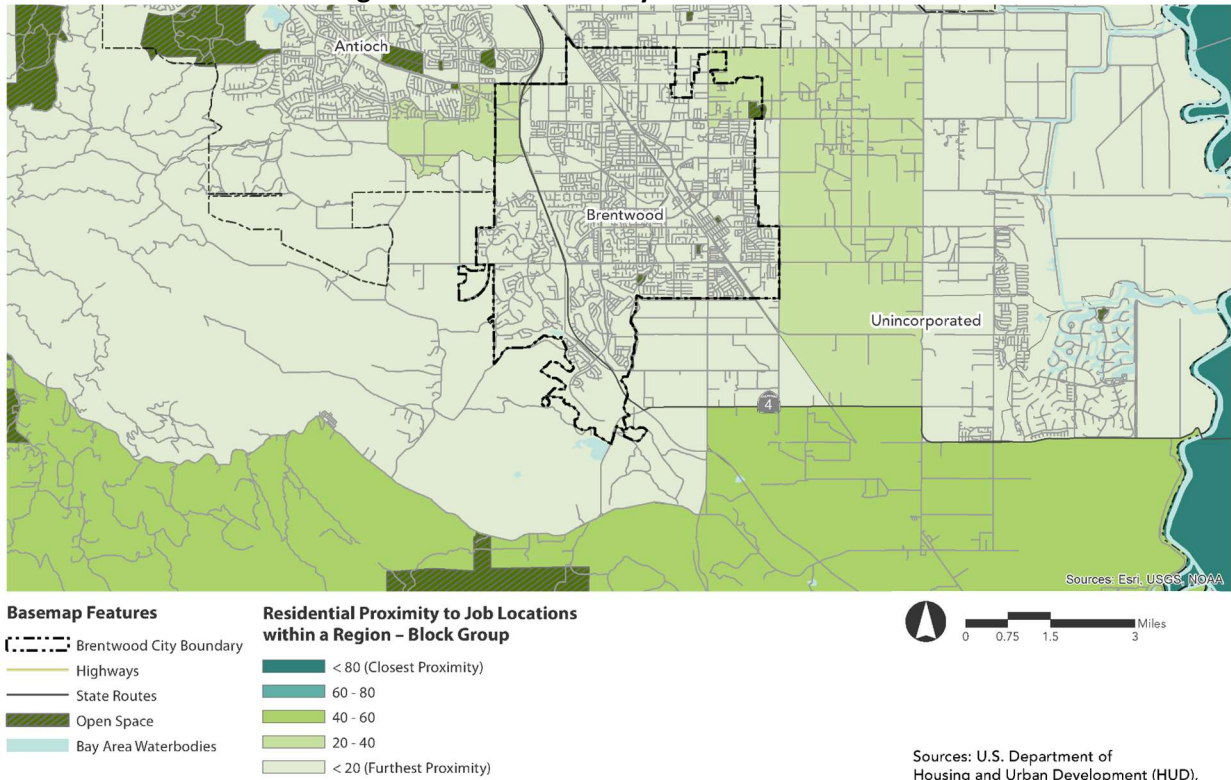 Antioch
Brentwood
Unincorporated
4
Sources: Esri, USGS, NOAA
Basemap Features
Brentwood City Boundary
Highways
State Routes
Open Space
Bay Area Waterbodies
Residential Proximity to Job Locations
within a Region – Block Group
< 80 (Closest Proximity)
60 - 80
40 - 60
20 - 40
< 20 (Furthest Proximity)
0 0.75 1.5 3 Miles
Sources: U.S. Department of
Housing and Urban Development (HUD),